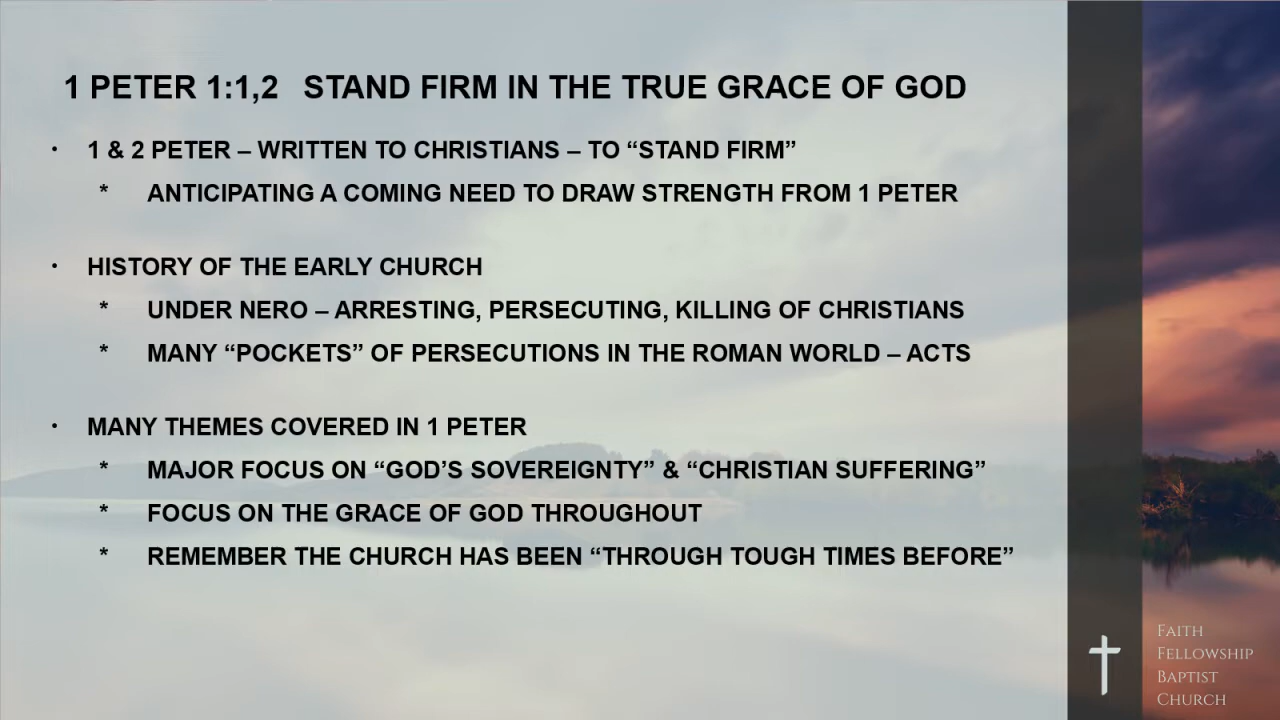 1 PETER 1:1,2 STAND FIRM IN THE TRUE GRACE OF GOD
• 1 & 2 PETER – WRITTEN TO CHRISTIANS – TO “STAND FIRM”
* ANTICIPATING A COMING NEED TO DRAW STRENGTH FROM 1 PETER
• HISTORY OF THE EARLY CHURCH
* UNDER NERO – ARRESTING, PERSECUTING, KILLING OF CHRISTIANS
* MANY “POCKETS” OF PERSECUTIONS IN THE ROMAN WORLD – ACTS
• MANY THEMES COVERED IN 1 PETER
* MAJOR FOCUS ON “GOD’S SOVEREIGNTY” & “CHRISTIAN SUFFERING”
* FOCUS ON THE GRACE OF GOD THROUGHOUT
* REMEMBER THE CHURCH HAS BEEN “THROUGH TOUGH TIMES BEFORE”
FAITH
FELLOWSHIP
BAPTIST
CHURCH